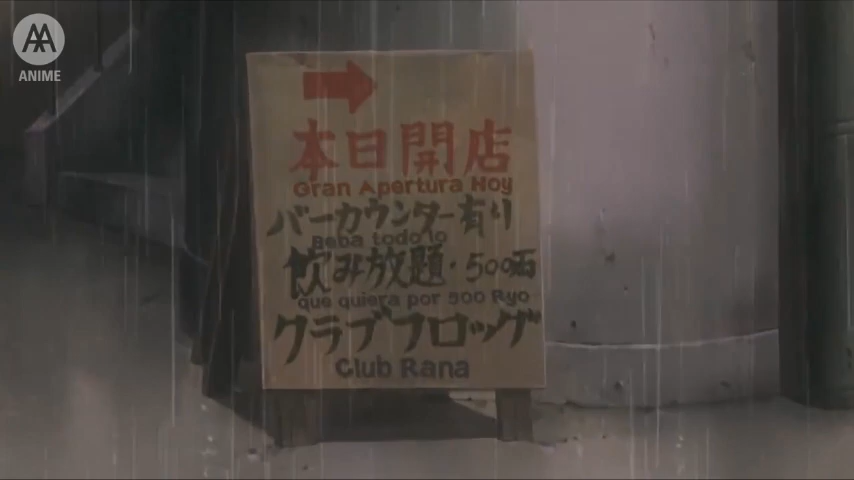 AA
ANIME
本日開店
Gran Apertura Hoy
バーカウンター有り
Beba todo lo
飲み放題・500両
que quiera por 500 Ryo
クラブフロッグ
Club Rana